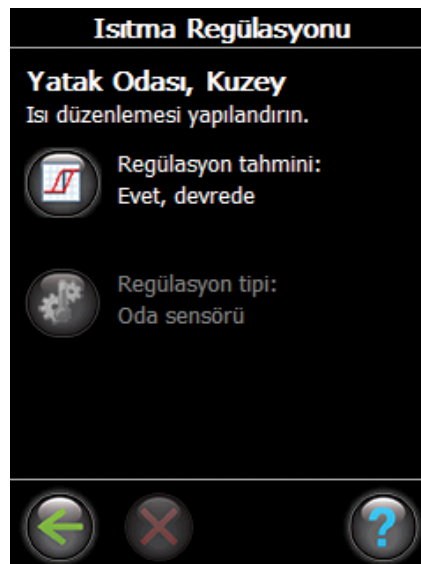 Isıtma Regülasyonu
Yatak Odası, Kuzey
Isı düzenlemesi yapılandırın.
Regülasyon tahmini:
Evet, devrede
Regülasyon tipi:
Oda sensörü
?